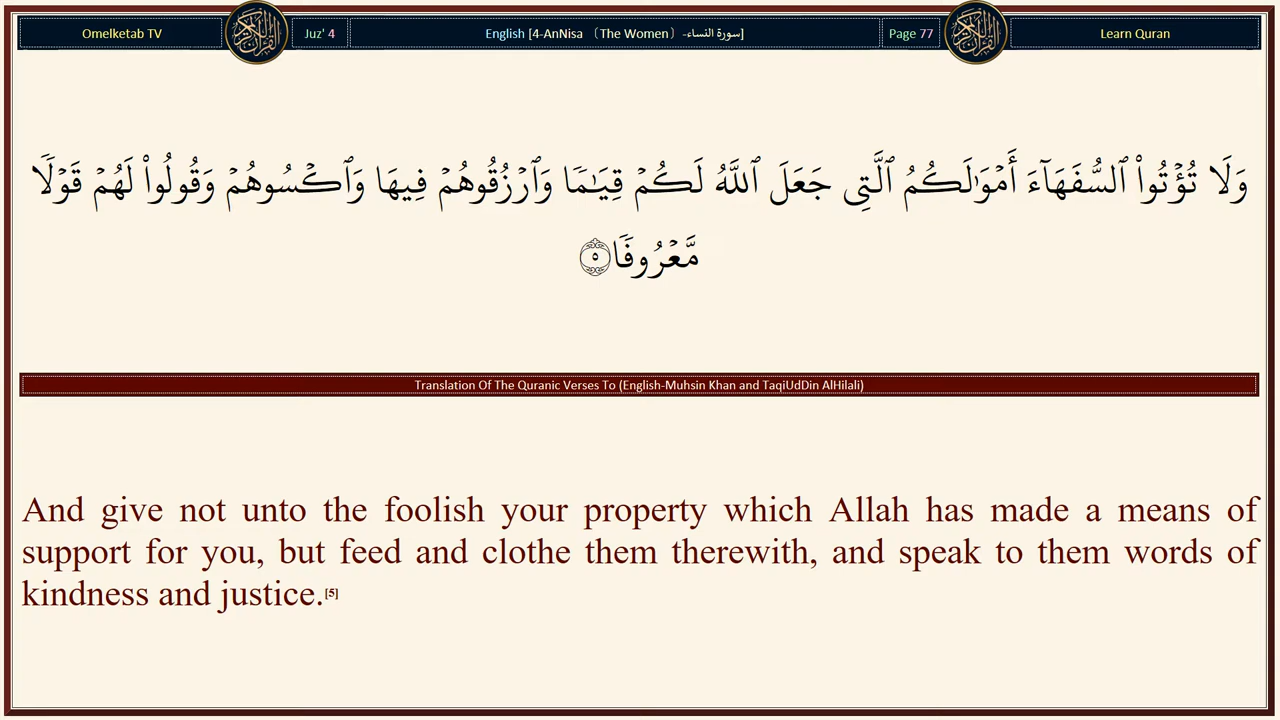 Omelketab TV
Juz' 4
English [4-AnNisa （The Women）-سورة النساء]
Page 77
Learn Quran
وَلَا تُؤۡتُواْ ٱلسُّفَهَآءَ أَمۡوَٰلَكُمُ ٱلَّتِي جَعَلَ ٱللَّهُ لَكُمۡ قِيَٰمٗا وَٱرۡزُقُوهُمۡ فِيهَا وَٱكۡسُوهُمۡ وَقُولُواْ لَهُمۡ قَوۡلٗا
مَّعۡرُوفٗا ٥
Translation Of The Quranic Verses To (English-Muhsin Khan and TaqiUdDin AlHilali)
And give not unto the foolish your property which Allah has made a means of
support for you, but feed and clothe them therewith, and speak to them words of
kindness and justice.[5]